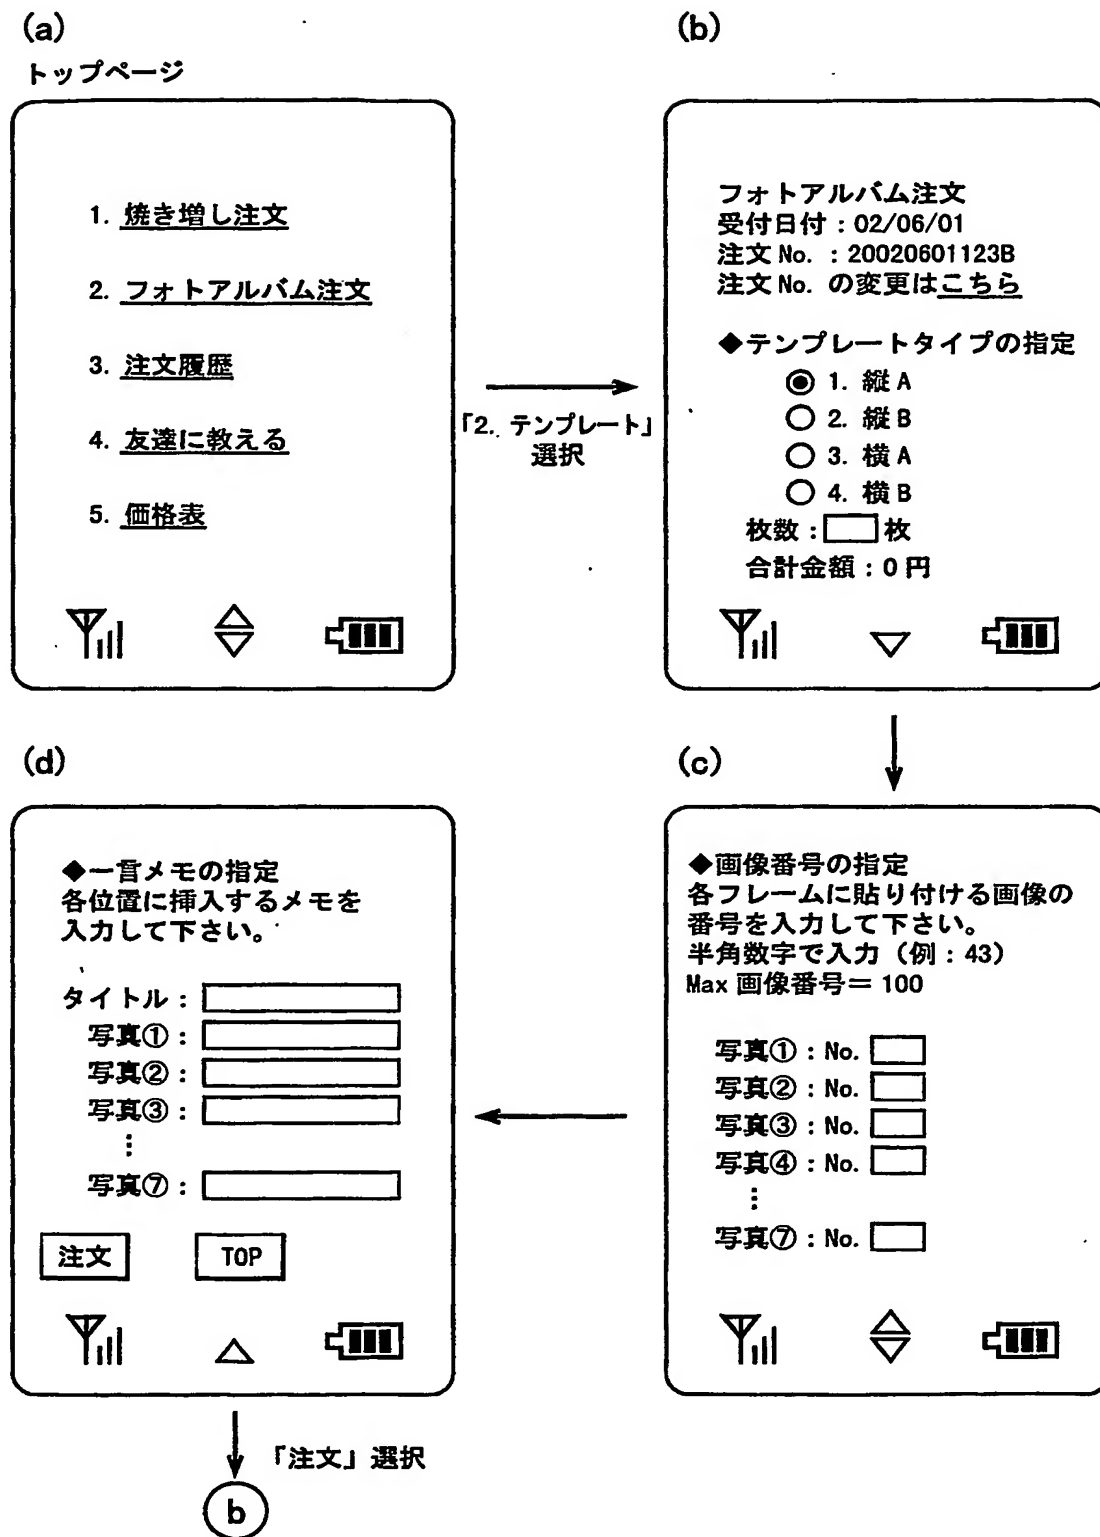 (a)
トップページ
1. 焼き増し注文
2. フォトアルバム注文
3. 注文履歴
4. 友達に教える
5. 価格表
「2. テンプレート」
選択
(b)
フォトアルバム注文
受付日付：02/06/01
注文 No. ：20020601123B
注文 No. の変更はこちら
◆テンプレートタイプの指定
1. 縦 A
2. 縦 B
3. 横 A
4. 横 B
枚数：枚
合計金額：0 円
(c)
◆画像番号の指定
各フレームに貼り付ける画像の
番号を入力して下さい。
半角数字で入力（例：43）
Max 画像番号＝ 100
写真①：No.
写真②：No.
写真③：No.
写真④：No.
⋮
写真⑦：No.
(d)
◆一言メモの指定
各位置に挿入するメモを
入力して下さい。
タイトル：
写真①：
写真②：
写真③：
⋮
写真⑦：
注文 TOP
「注文」選択
b